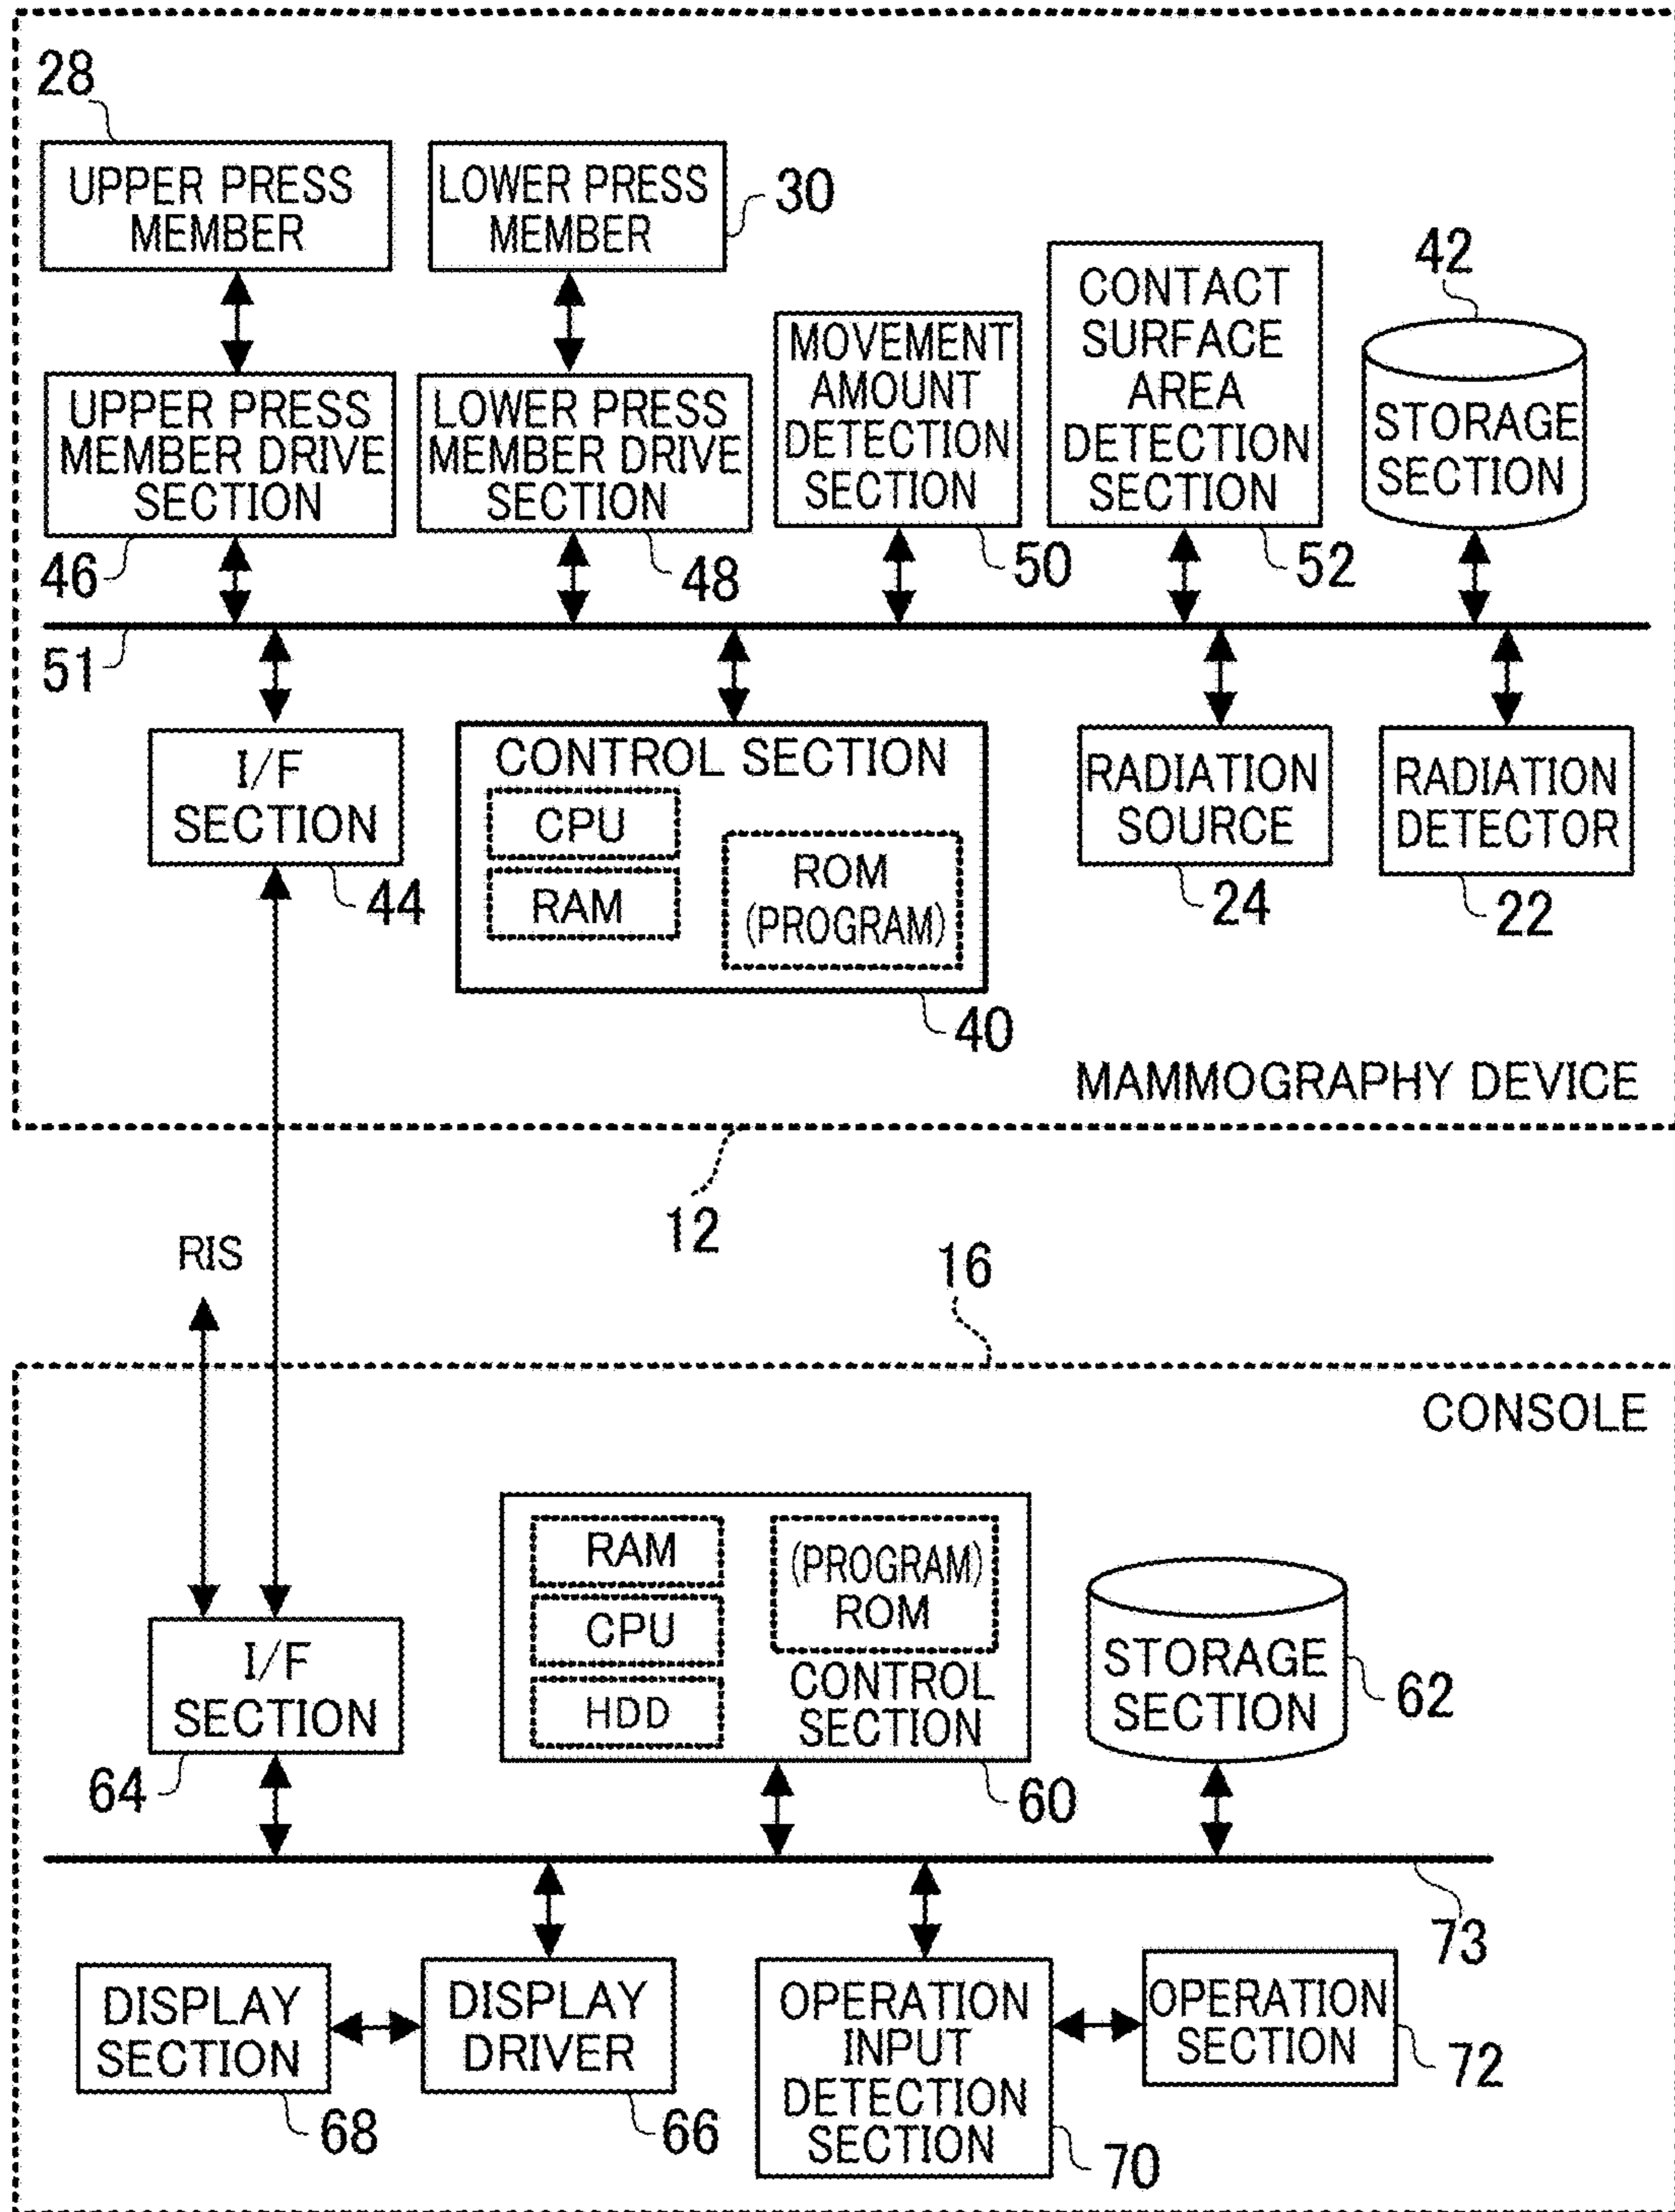 28
UPPER PRESS
MEMBER
LOWER PRESS
MEMBER
30
UPPER PRESS
MEMBER DRIVE
SECTION
46
LOWER PRESS
MEMBER DRIVE
SECTION
48
MOVEMENT
AMOUNT
DETECTION
SECTION
50
CONTACT
SURFACE
AREA
DETECTION
SECTION
52
42
STORAGE
SECTION
51
I/F
SECTION
44
CONTROL SECTION
CPU
RAM
ROM
(PROGRAM)
40
RADIATION
SOURCE
24
RADIATION
DETECTOR
22
MAMMOGRAPHY DEVICE
12
RIS
16
CONSOLE
I/F
SECTION
64
RAM
CPU
HDD
(PROGRAM)
ROM
CONTROL
SECTION
60
STORAGE
SECTION
62
73
DISPLAY
SECTION
68
DISPLAY
DRIVER
66
OPERATION
INPUT
DETECTION
SECTION
70
OPERATION
SECTION
72